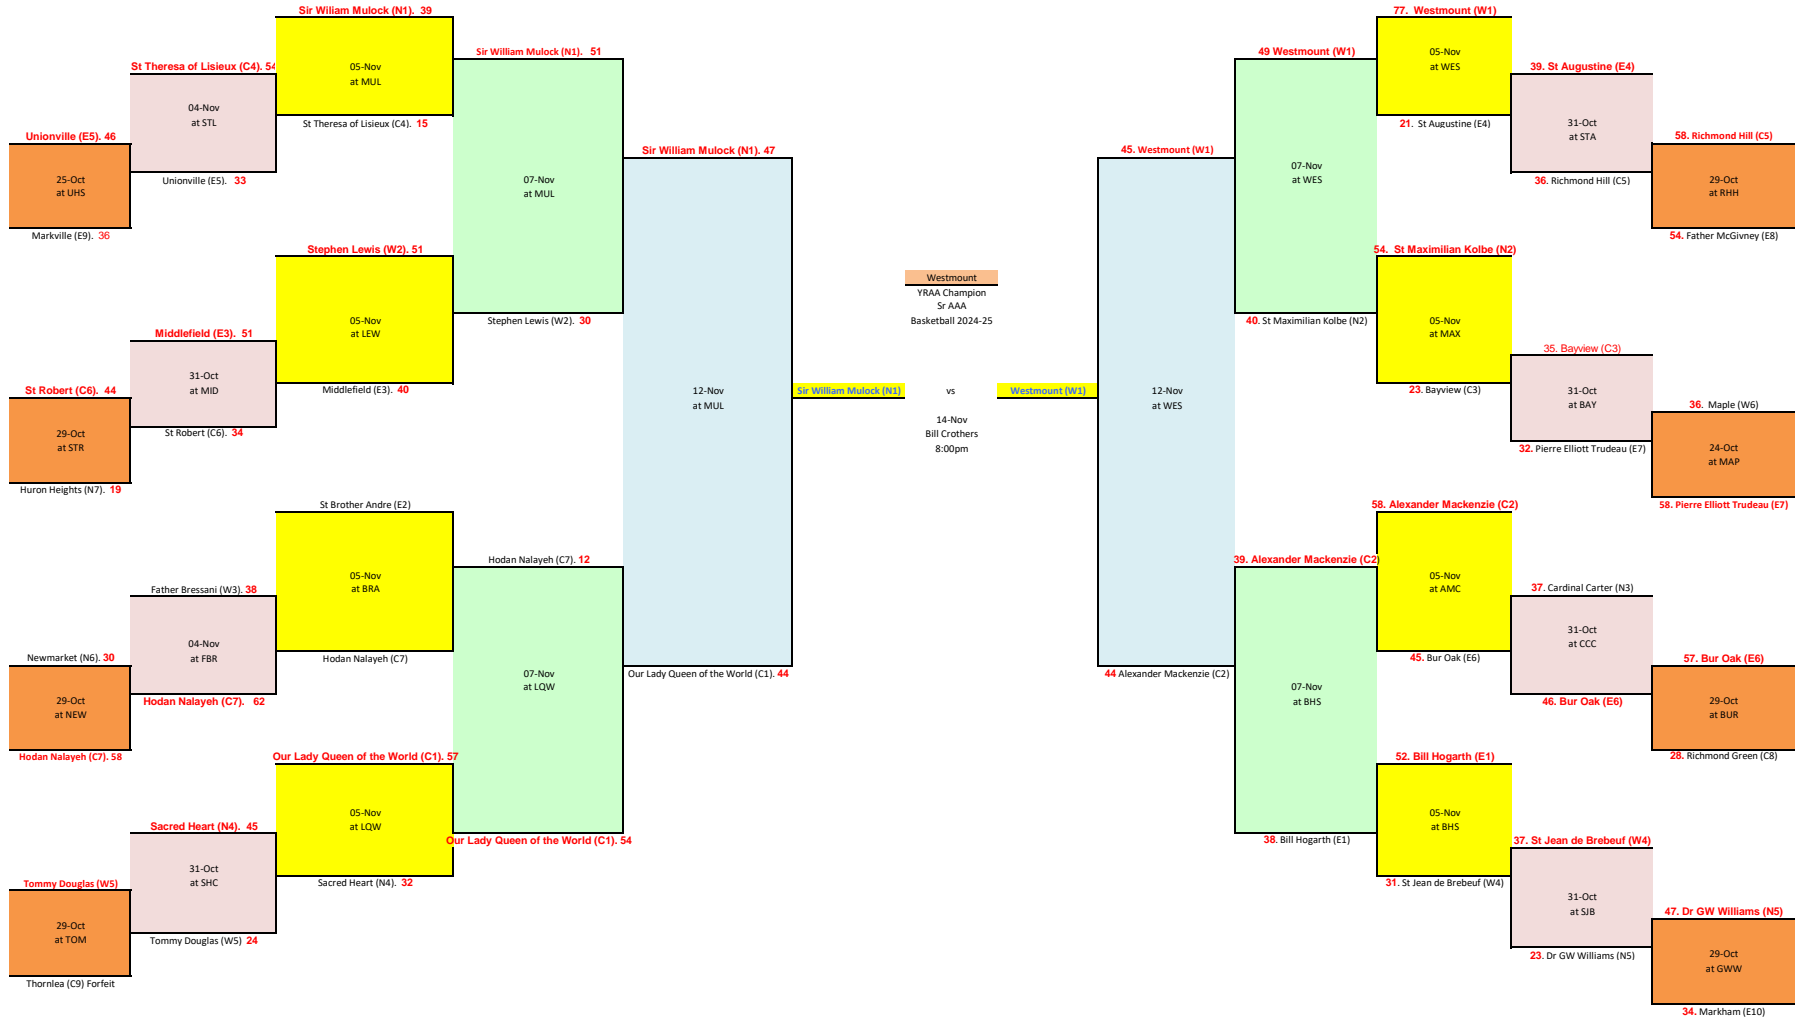 Sir Wiliam Mulock (N1). 39
77. Westmount (W1)
Sir William Mulock (N1). 51
49 Westmount (W1)
05-Nov
at MUL
05-Nov
at WES
St Theresa of Lisieux (C4). 54
39. St Augustine (E4)
04-Nov
at STL
St Theresa of Lisieux (C4). 15
21. St Augustine (E4)
31-Oct
at STA
Unionville (E5). 46
58. Richmond Hill (C5)
Sir William Mulock (N1). 47
45. Westmount (W1)
25-Oct
at UHS
Unionville (E5). 33
07-Nov
at MUL
07-Nov
at WES
36. Richmond Hill (C5)
29-Oct
at RHH
Markville (E9). 36
54. Father McGivney (E8)
Stephen Lewis (W2). 51
54. St Maximilian Kolbe (N2)
Westmount
YRAA Champion
Sr AAA
Basketball 2024-25
05-Nov
at LEW
Stephen Lewis (W2). 30
40. St Maximilian Kolbe (N2)
05-Nov
at MAX
Middlefield (E3). 51
35. Bayview (C3)
31-Oct
at MID
31-Oct
at BAY
St Robert (C6). 44
Middlefield (E3). 40
12-Nov
at MUL
Sir William Mulock (N1)
vs
Westmount (W1)
12-Nov
at WES
23. Bayview (C3)
36. Maple (W6)
14-Nov
Bill Crothers
8:00pm
29-Oct
at STR
St Robert (C6). 34
32. Pierre Elliott Trudeau (E7)
24-Oct
at MAP
Huron Heights (N7). 19
58. Pierre Elliott Trudeau (E7)
St Brother Andre (E2)
58. Alexander Mackenzie (C2)
Hodan Nalayeh (C7). 12
39. Alexander Mackenzie (C2)
05-Nov
at BRA
05-Nov
at AMC
Father Bressani (W3). 38
37. Cardinal Carter (N3)
04-Nov
at FBR
31-Oct
at CCC
Newmarket (N6). 30
Hodan Nalayeh (C7)
45. Bur Oak (E6)
57. Bur Oak (E6)
07-Nov
at LQW
Our Lady Queen of the World (C1). 44
44 Alexander Mackenzie (C2)
07-Nov
at BHS
29-Oct
at NEW
Hodan Nalayeh (C7). 62
46. Bur Oak (E6)
29-Oct
at BUR
Hodan Nalayeh (C7). 58
Our Lady Queen of the World (C1). 57
52. Bill Hogarth (E1)
28. Richmond Green (C8)
05-Nov
at LQW
05-Nov
at BHS
Sacred Heart (N4). 45
Our Lady Queen of the World (C1). 54
38. Bill Hogarth (E1)
37. St Jean de Brebeuf (W4)
31-Oct
at SHC
Sacred Heart (N4). 32
31. St Jean de Brebeuf (W4)
31-Oct
at SJB
Tommy Douglas (W5)
47. Dr GW Williams (N5)
29-Oct
at TOM
Tommy Douglas (W5) 24
23. Dr GW Williams (N5)
29-Oct
at GWW
Thornlea (C9) Forfeit
34. Markham (E10)